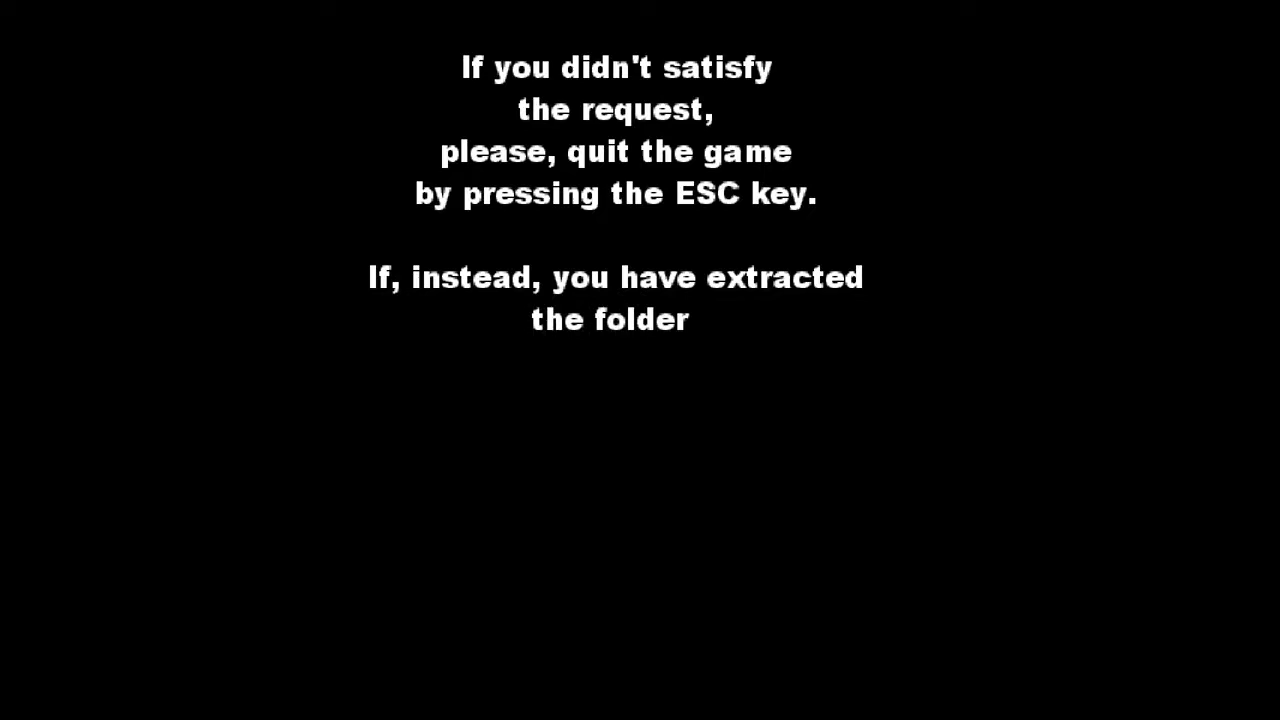 If you didn't satisfy
the request,
please, quit the game
by pressing the ESC key.
If, instead, you have extracted
the folder